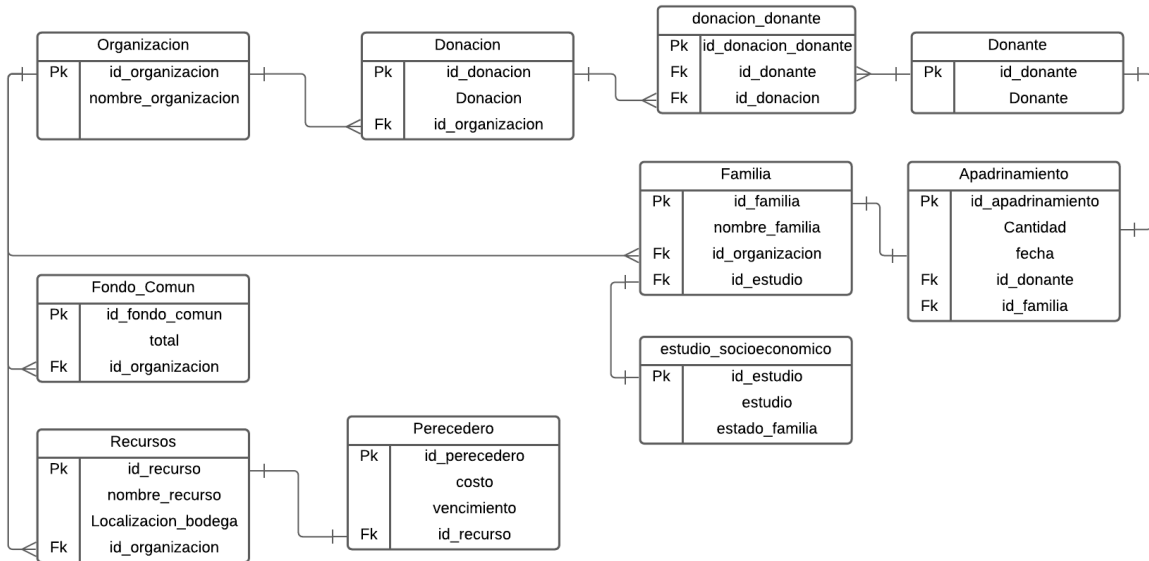 donacion_donante
Pk id_donacion_donante
Fk id_donante
Fk id_donacion
Organizacion
Pk id_organizacion
nombre_organizacion
Donacion
Pk id_donacion
Donacion
Fk id_organizacion
Donante
Pk id_donante
Donante
Familia
Pk id_familia
nombre_familia
Fk id_organizacion
Fk id_estudio
Apadrinamiento
Pk id_apadrinamiento
Cantidad
fecha
Fk id_donante
Fk id_familia
Fondo_Comun
Pk id_fondo_comun
total
Fk id_organizacion
estudio_socioeconomico
Pk id_estudio
estudio
estado_familia
Recursos
Pk id_recurso
nombre_recurso
Localizacion_bodega
Fk id_organizacion
Perecedero
Pk id_perecedero
costo
vencimiento
Fk id_recurso